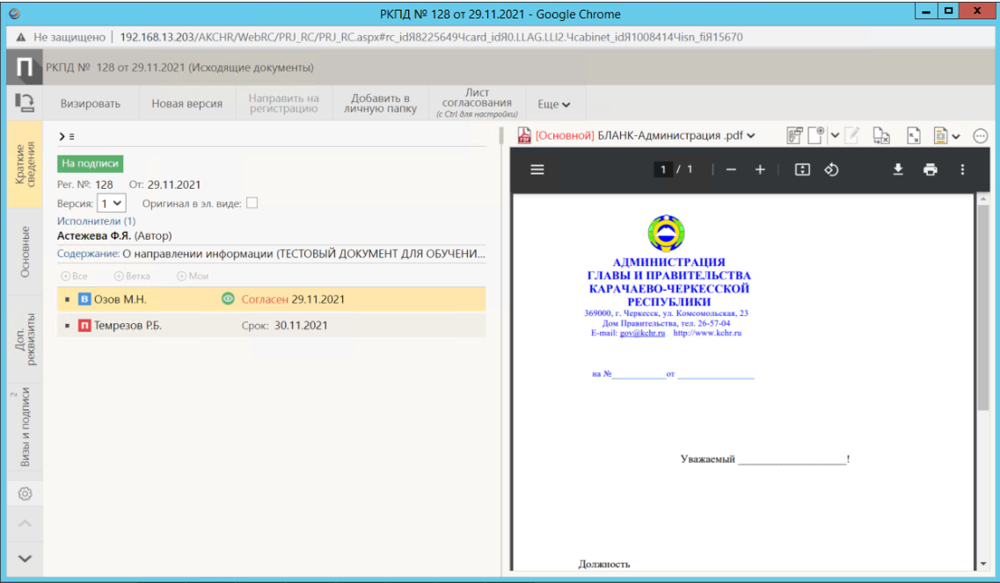 РКПД № 128 от 29.11.2021 - Google Chrome
Не защищено | 192.168.13.203/AKCHR/WebRC/PRJ_RC/PRJ_RC.aspx#rc_idЯ8225649Чcard_idЯ0.LLAG.LLI2.Чcabinet_idЯ1008414Чisn_fiЯ15670
П РКПД № 128 от 29.11.2021 (Исходящие документы)
Визировать Новая версия Направить на регистрацию Добавить в личную папку Лист согласования (с Ctrl для настройки) Еще
Краткие сведения
Основные
Доп. реквизиты
2 Визы и подписи
На подписи
Рег. №: 128 От: 29.11.2021
Версия: 1 Оригинал в эл. виде:
Исполнители (1)
Астежева Ф.Я. (Автор)
Содержание: О направлении информации (ТЕСТОВЫЙ ДОКУМЕНТ ДЛЯ ОБУЧЕНИ...
Все Ветка Мои
В Озов М.Н. Согласен 29.11.2021
П Темрезов Р.Б. Срок: 30.11.2021
[Основной] БЛАНК-Администрация .pdf
1 / 1
АДМИНИСТРАЦИЯ
ГЛАВЫ И ПРАВИТЕЛЬСТВА
КАРАЧАЕВО-ЧЕРКЕССКОЙ
РЕСПУБЛИКИ
369000, г. Черкесск, ул. Комсомольская, 23
Дом Правительства, тел. 26-57-04
E-mail: gov@kchr.ru http://www.kchr.ru
на №____________от ________________
Уважаемый ____________________!
Должность